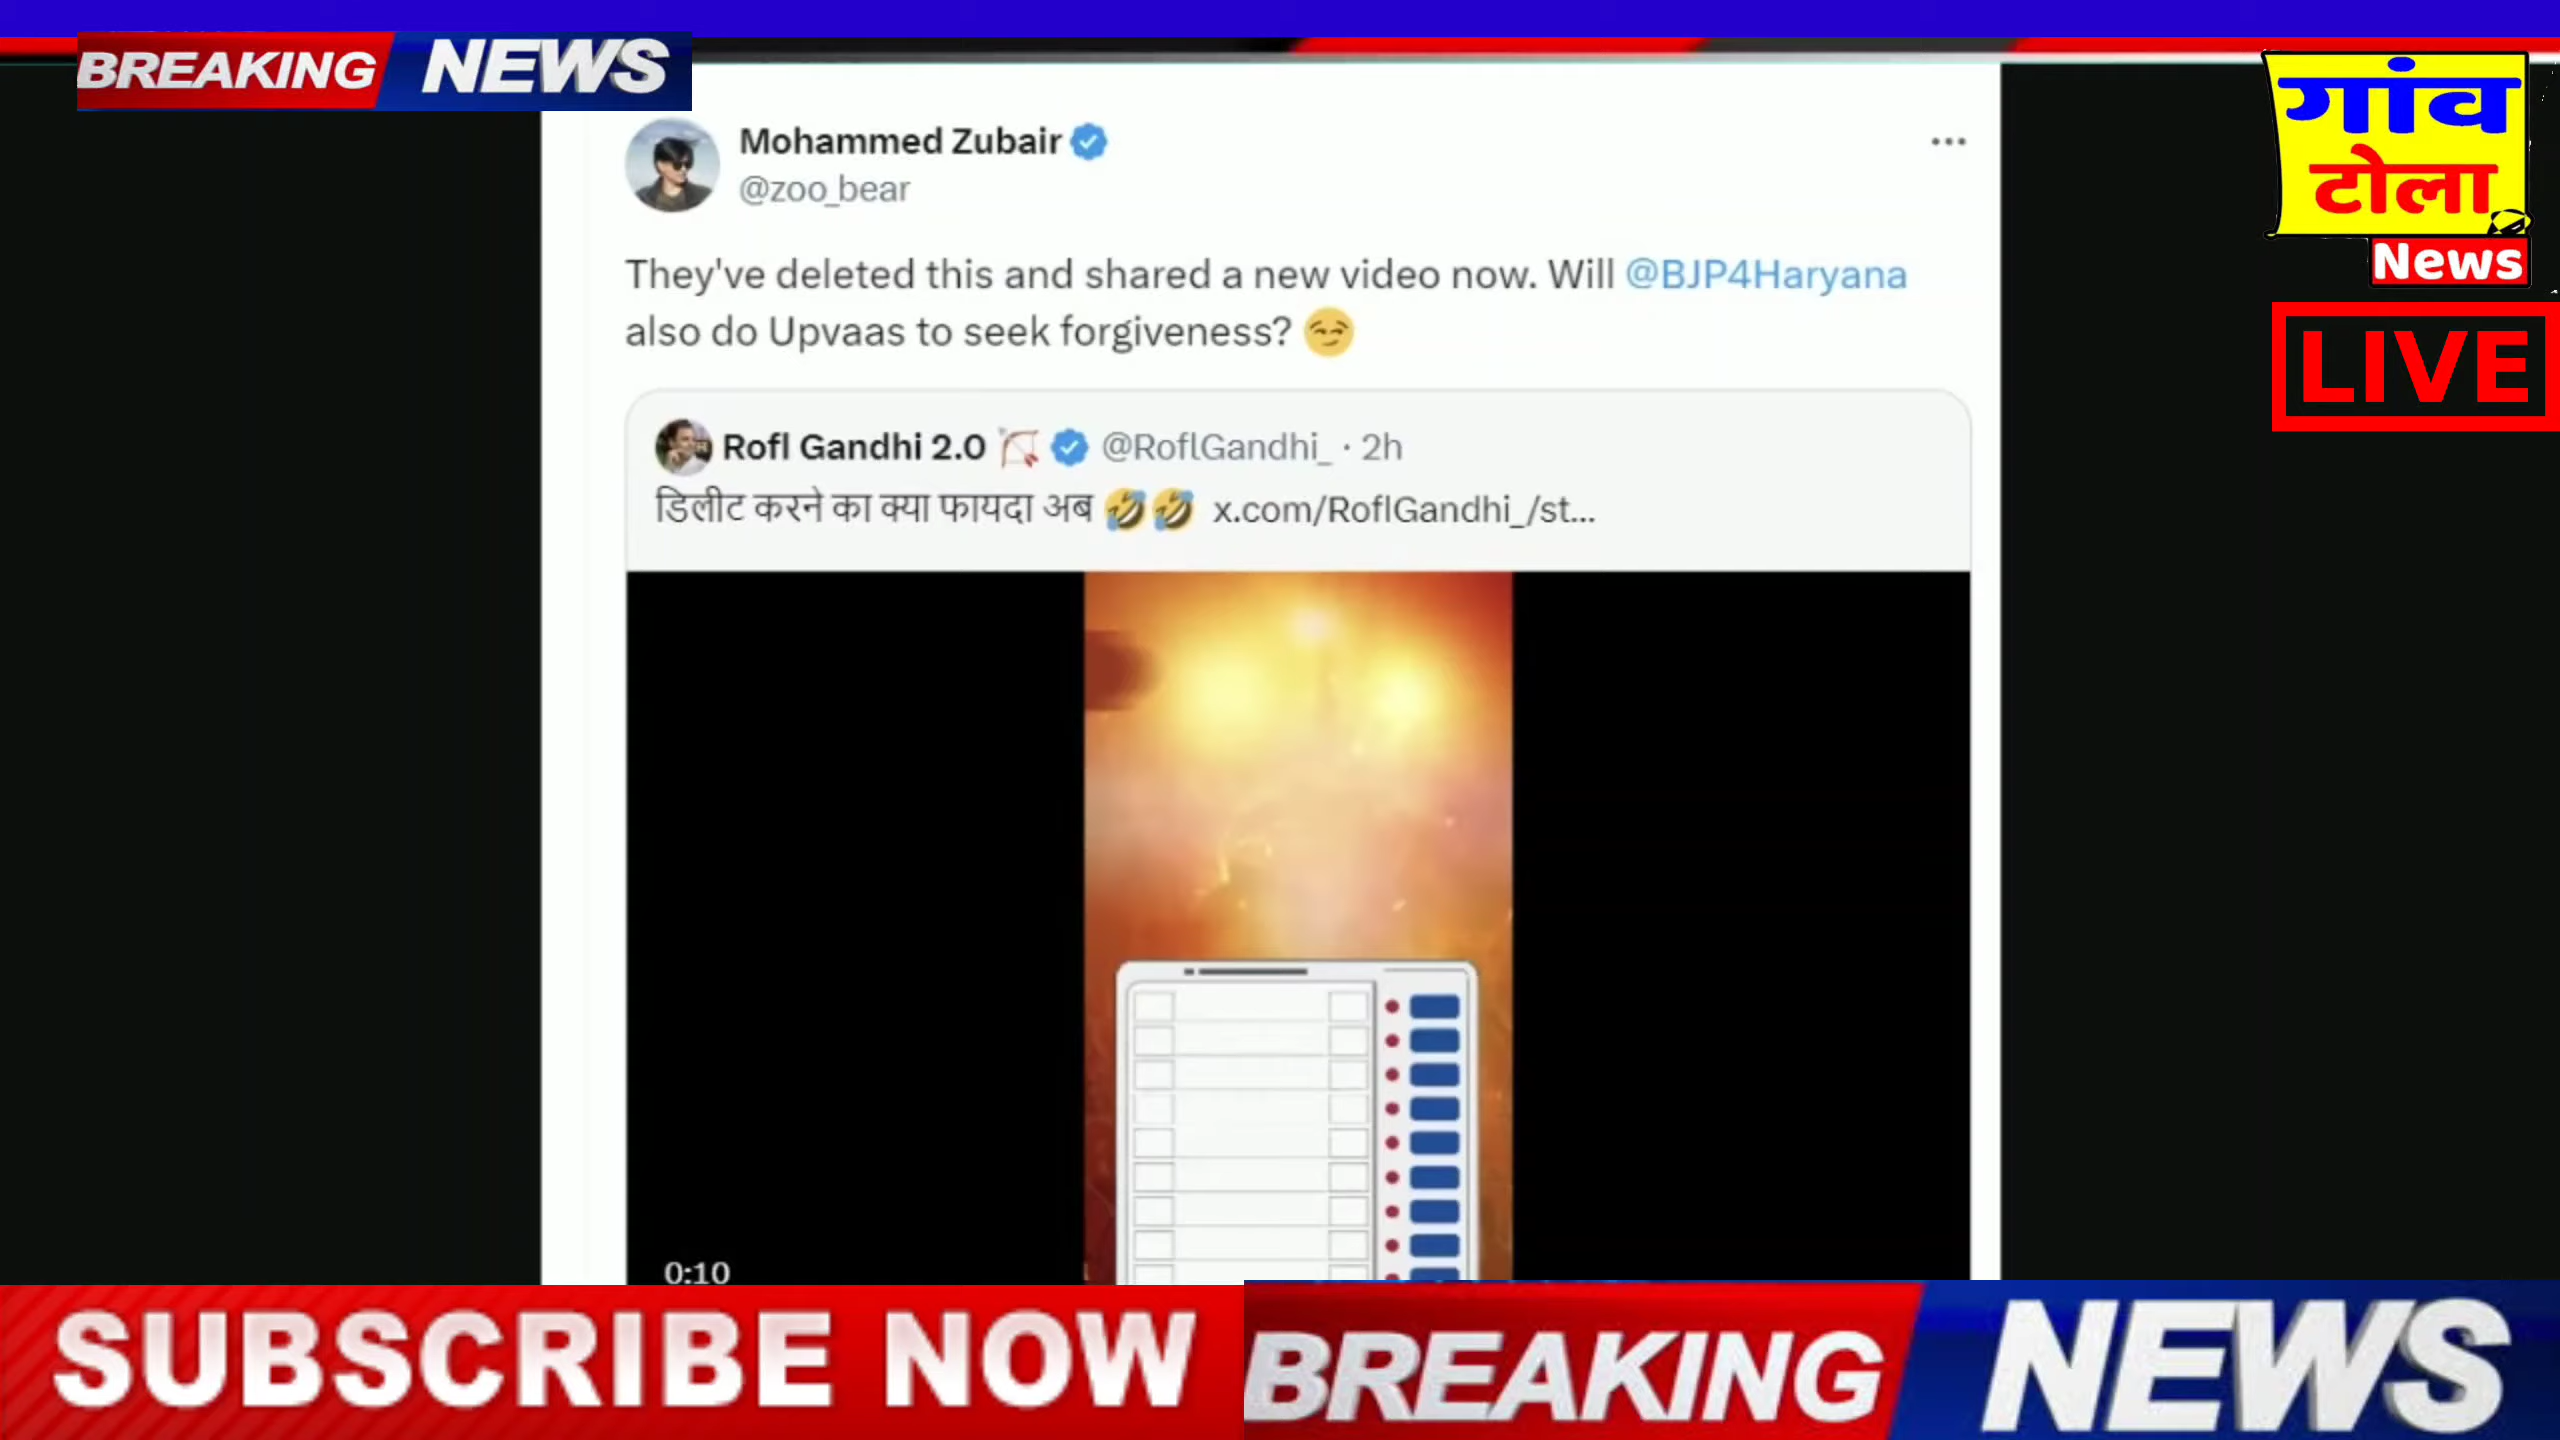 BREAKING NEWS
गांव
टोला
News
LIVE
Mohammed Zubair
@zoo_bear
They've deleted this and shared a new video now. Will @BJP4Haryana
also do Upvaas to seek forgiveness? 😏
Rofl Gandhi 2.0 🏹 @RoflGandhi_ · 2h
डिलीट करने का क्या फायदा अब 🤣🤣 x.com/RoflGandhi_/st...
0:10
SUBSCRIBE NOW
BREAKING NEWS